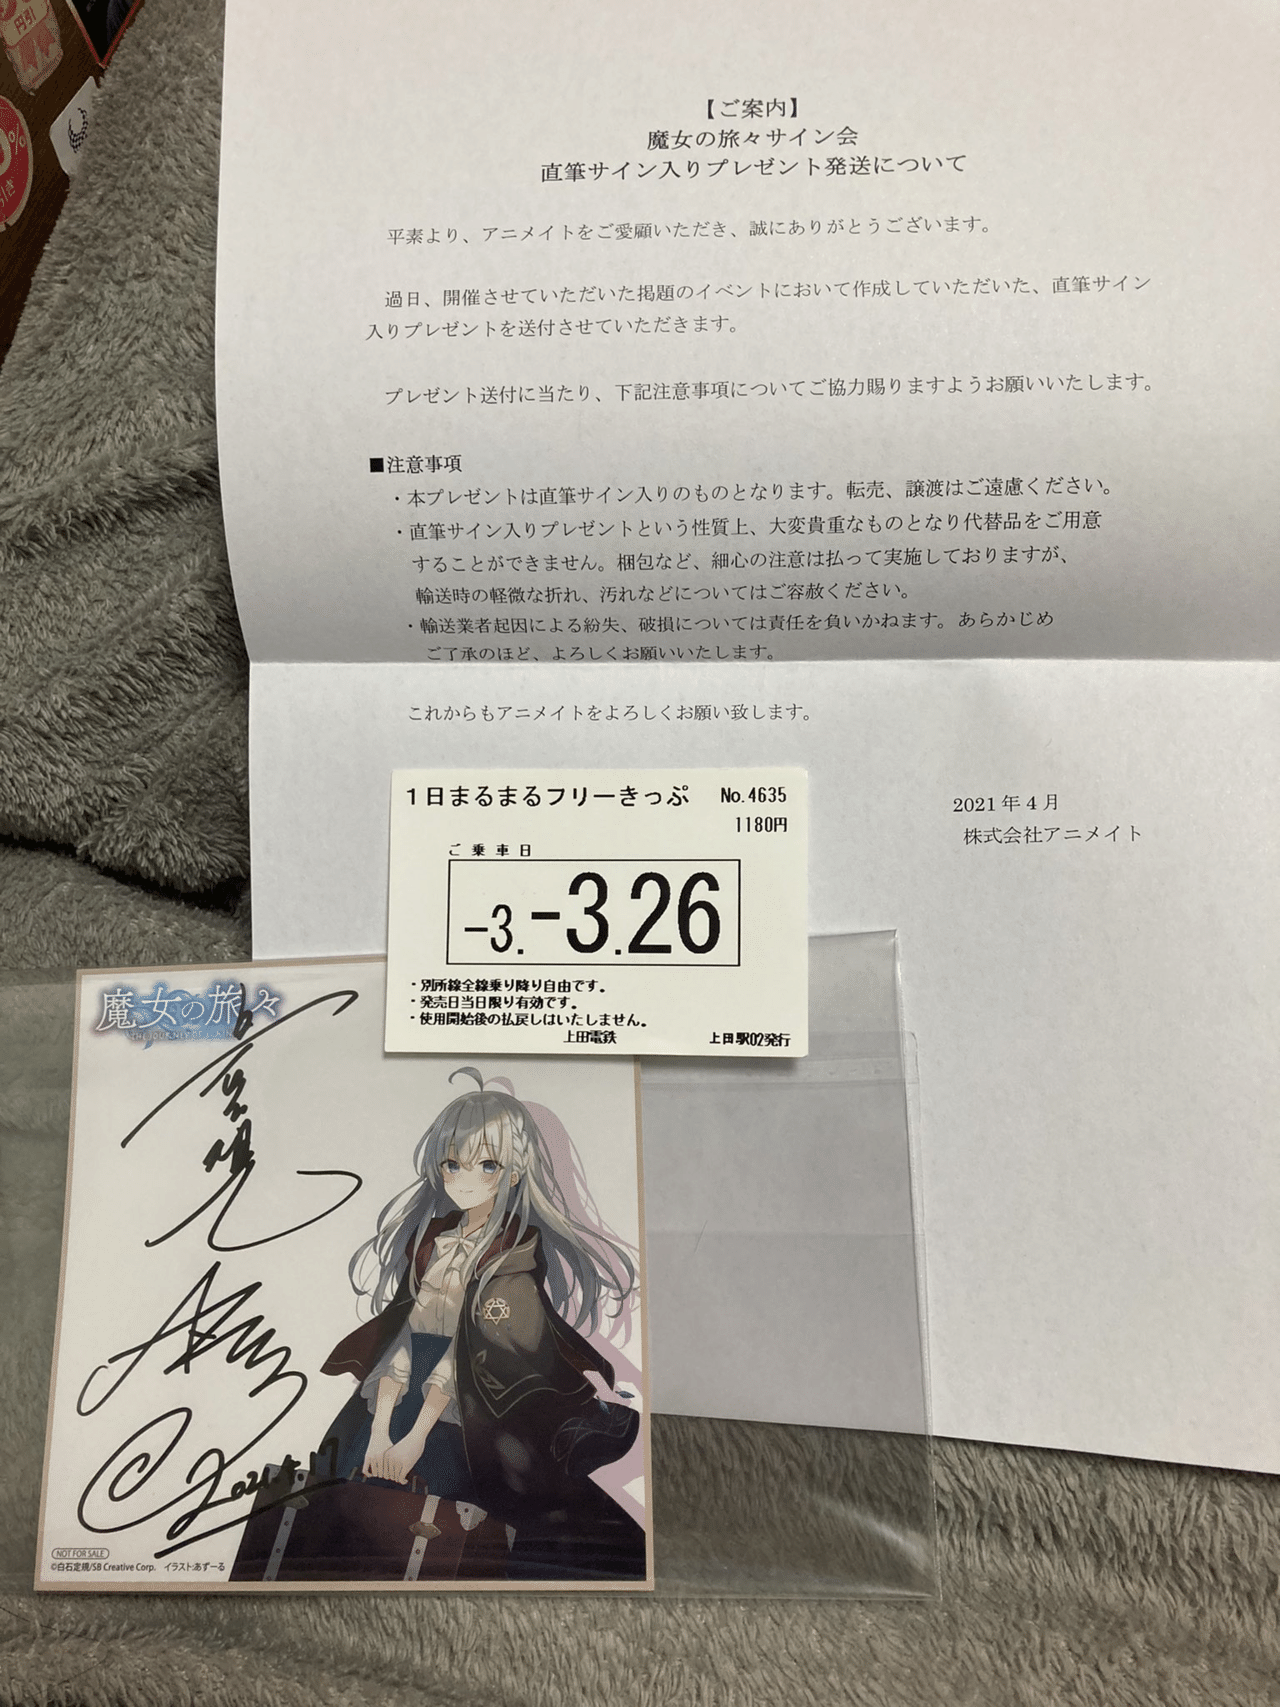 円引
%
引き
【ご案内】
魔女の旅々サイン会
直筆サイン入りプレゼント発送について
平素より、アニメイトをご愛顧いただき、誠にありがとうございます。
過日、開催させていただいた掲題のイベントにおいて作成していただいた、直筆サイン
入りプレゼントを送付させていただきます。
プレゼント送付に当たり、下記注意事項についてご協力賜りますようお願いいたします。
■注意事項
・本プレゼントは直筆サイン入りのものとなります。転売、譲渡はご遠慮ください。
・直筆サイン入りプレゼントという性質上、大変貴重なものとなり代替品をご用意
することができません。梱包など、細心の注意は払って実施しておりますが、
輸送時の軽微な折れ、汚れなどについてはご容赦ください。
・輸送業者起因による紛失、破損については責任を負いかねます。あらかじめ
ご了承のほど、よろしくお願いいたします。
これからもアニメイトをよろしくお願い致します。
2021年4月
株式会社アニメイト
1日まるまるフリーきっぷ No.4635
1180円
ご乗車日
-3.-3.26
・別所線全線乗り降り自由です。
・発売日当日限り有効です。
・使用開始後の払戻しはいたしません。
上田電鉄 上田駅02発行
魔女の旅々
THE JOURNEY OF ELAINA
2021.4.17
NOT FOR SALE
©白石定規/SB Creative Corp. イラスト:あずーる